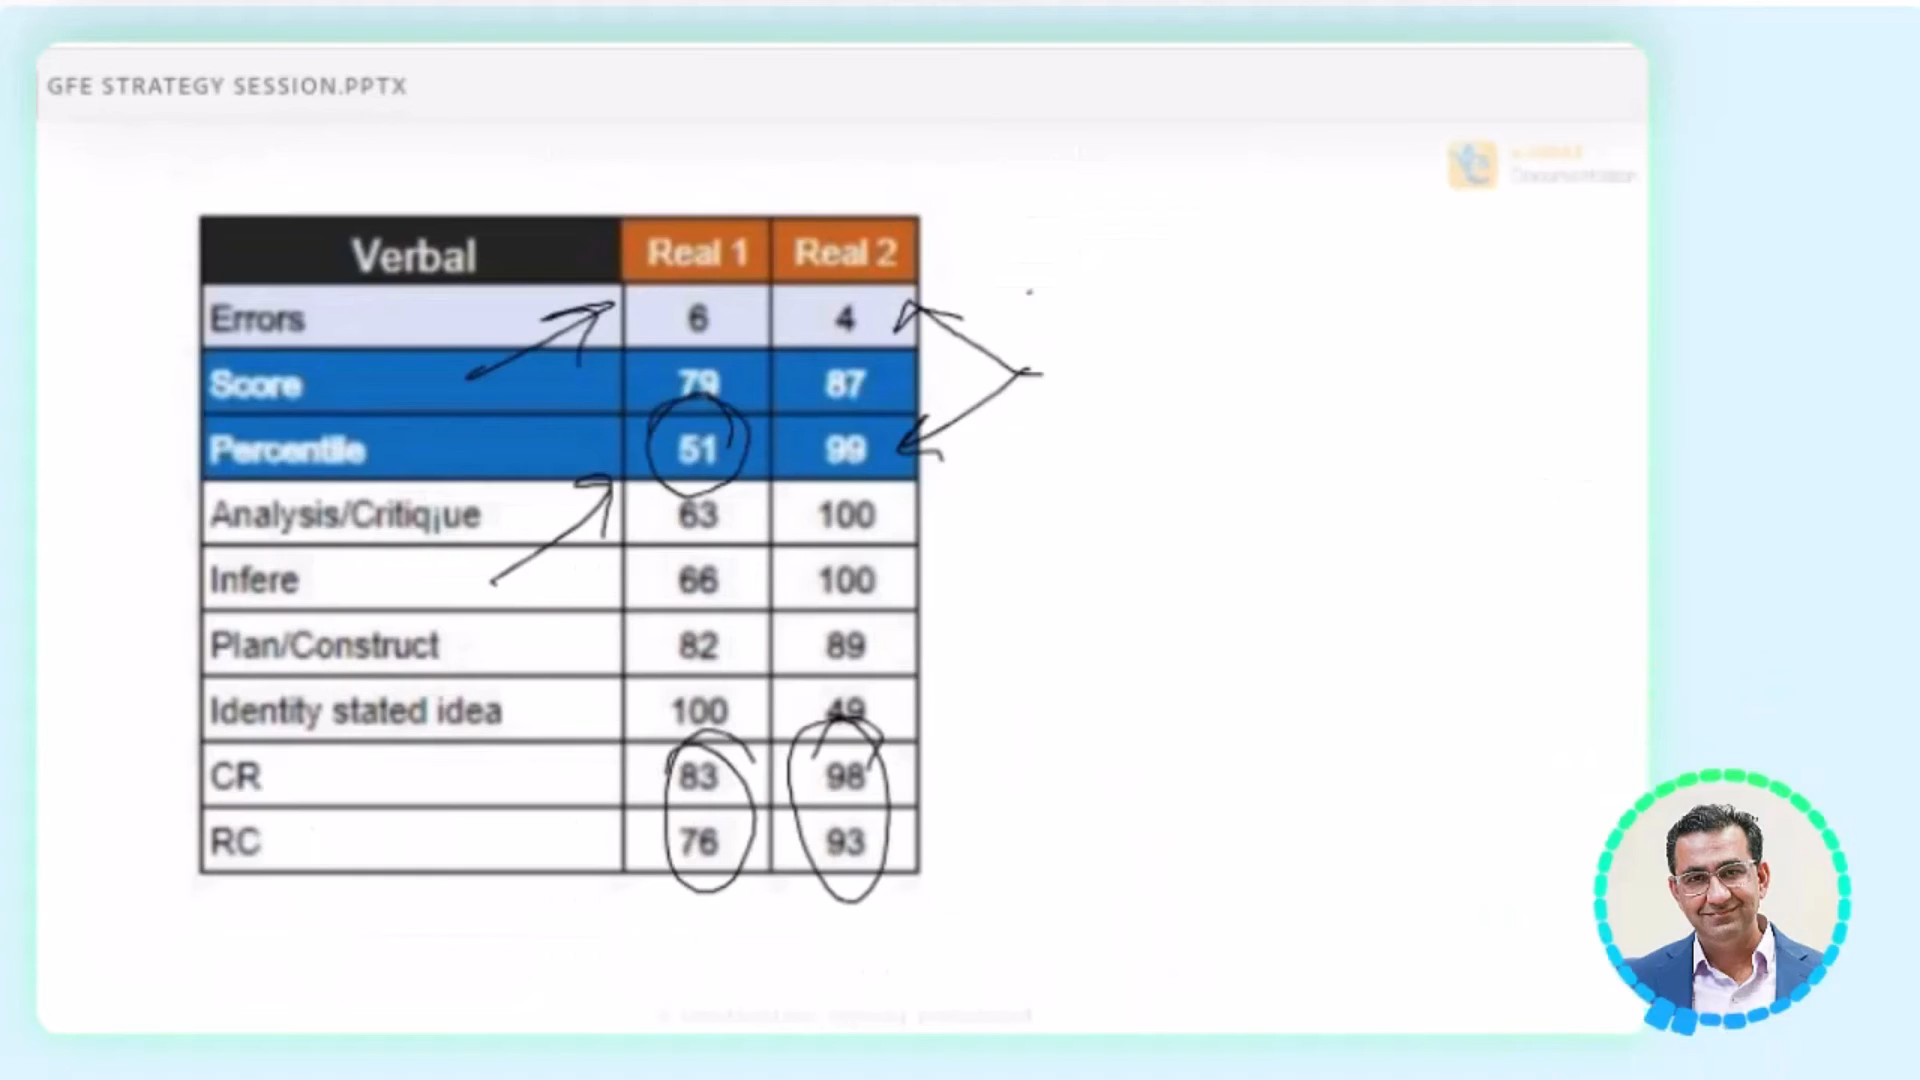 GFE STRATEGY SESSION.PPTX
Verbal Real 1 Real 2
Errors 6 4
Score 79 87
Percentile 51 99
Analysis/Critiq¡ue 63 100
Infere 66 100
Plan/Construct 82 89
Identity stated idea 100 49
CR 83 98
RC 76 93